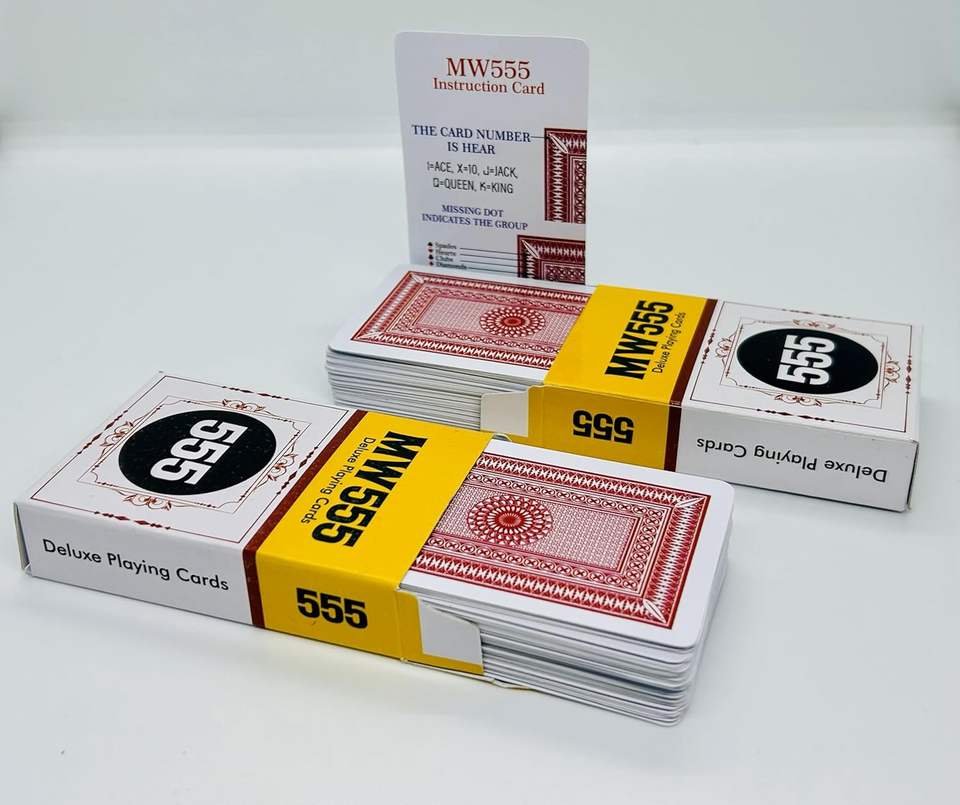 MW555
Instruction Card
THE CARD NUMBER
IS HEAR
I=ACE, X=10, J=JACK,
Q=QUEEN, K=KING
MISSING DOT
INDICATES THE GROUP
Spades
Hearts
Clubs
Diamonds
MW555
Deluxe Playing Cards
555
555
Deluxe Playing Cards
555
MW555
Deluxe Playing Cards
Deluxe Playing Cards
555